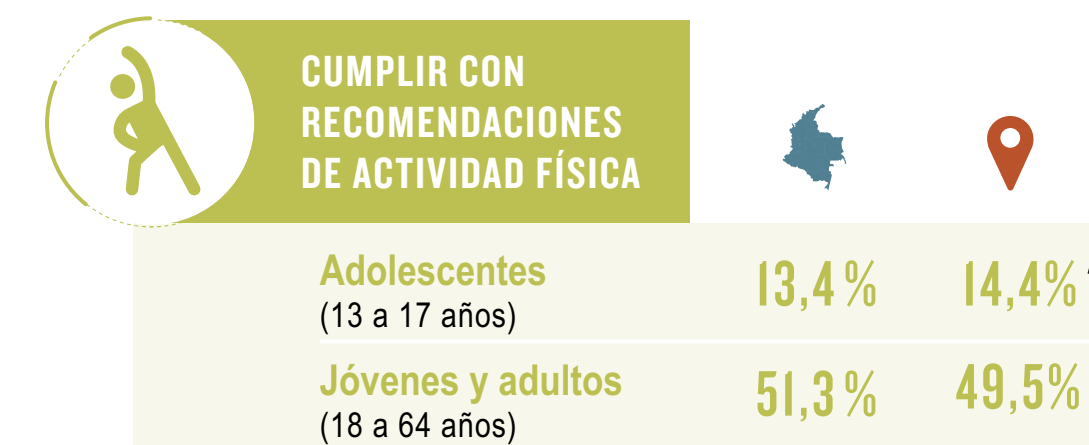 CUMPLIR CON
RECOMENDACIONES
DE ACTIVIDAD FÍSICA
Adolescentes 13,4% 14,4%
(13 a 17 años)
Jóvenes y adultos 51,3% 49,5%
(18 a 64 años)